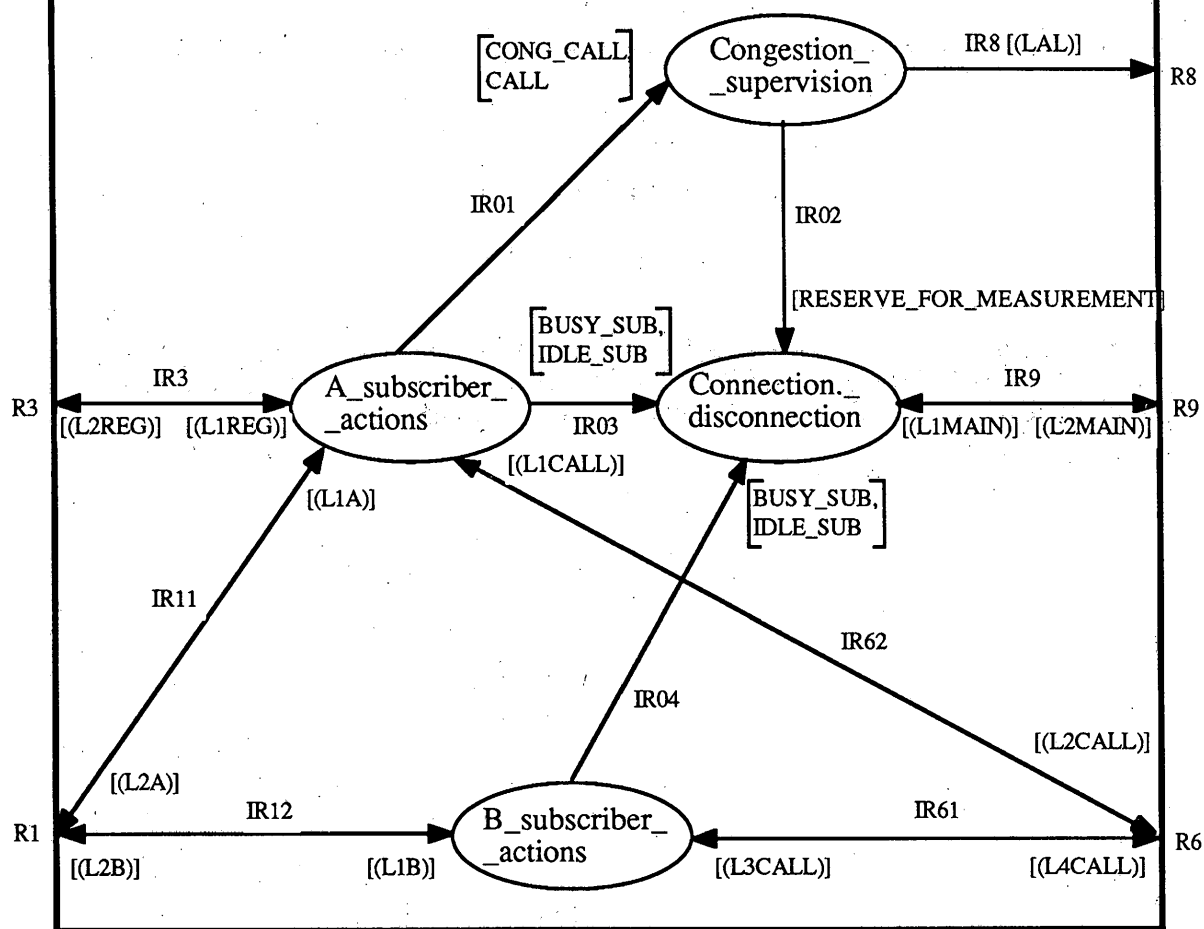 CONG_CALL,
CALL
Congestion_
_supervision
IR8 [(LAL)]
R8
IR01
IR02
[RESERVE_FOR_MEASUREMENT]
BUSY_SUB,
IDLE_SUB
R3
IR3
[(L2REG)]
[(L1REG)]
A_subscriber_
_actions
IR03
Connection._
disconnection
IR9
[(L1MAIN)]
[(L2MAIN)]
R9
[(L1CALL)]
[(L1A)]
BUSY_SUB,
IDLE_SUB
IR11
IR62
IR04
[(L2CALL)]
[(L2A)]
R1
IR12
[(L2B)]
[(L1B)]
B_subscriber_
_actions
IR61
[(L3CALL)]
[(L4CALL)]
R6